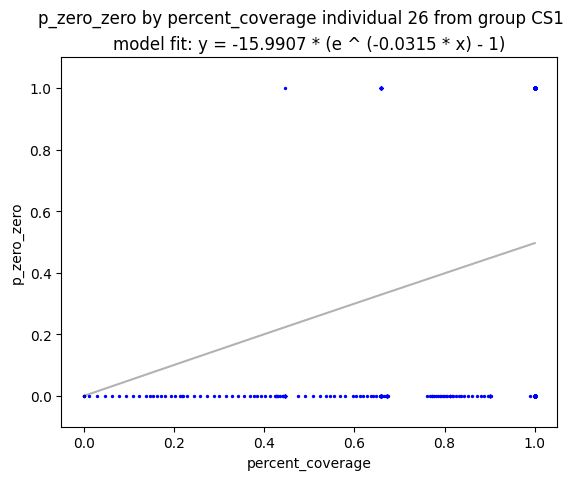 p_zero_zero by percent_coverage individual 26 from group CS1
model fit: y = -15.9907 * (e ^ (-0.0315 * x) - 1)
1.0
0.8
0.6
0.4
0.2
0.0
p_zero_zero
0.0 0.2 0.4 0.6 0.8 1.0
percent_coverage